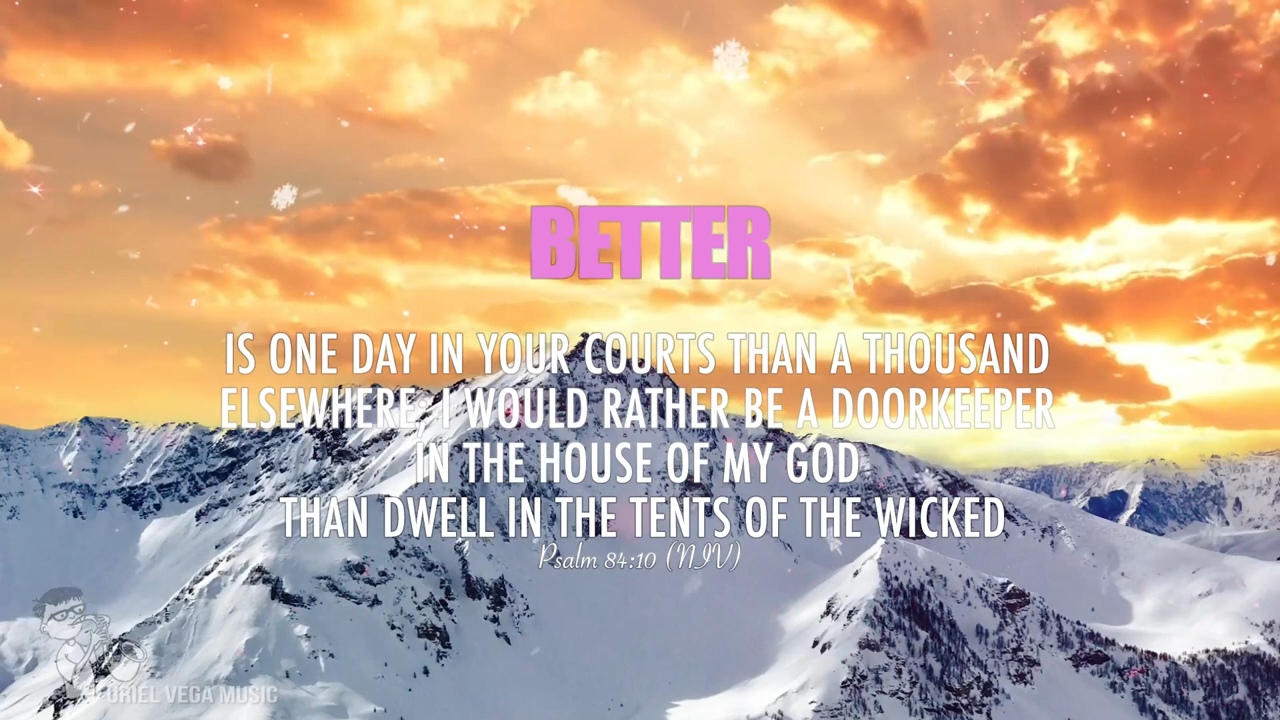 BETTER
IS ONE DAY IN YOUR COURTS THAN A THOUSAND
ELSEWHERE; I WOULD RATHER BE A DOORKEEPER
IN THE HOUSE OF MY GOD
THAN DWELL IN THE TENTS OF THE WICKED
Psalm 84:10 (NIV)
URIEL VEGA MUSIC